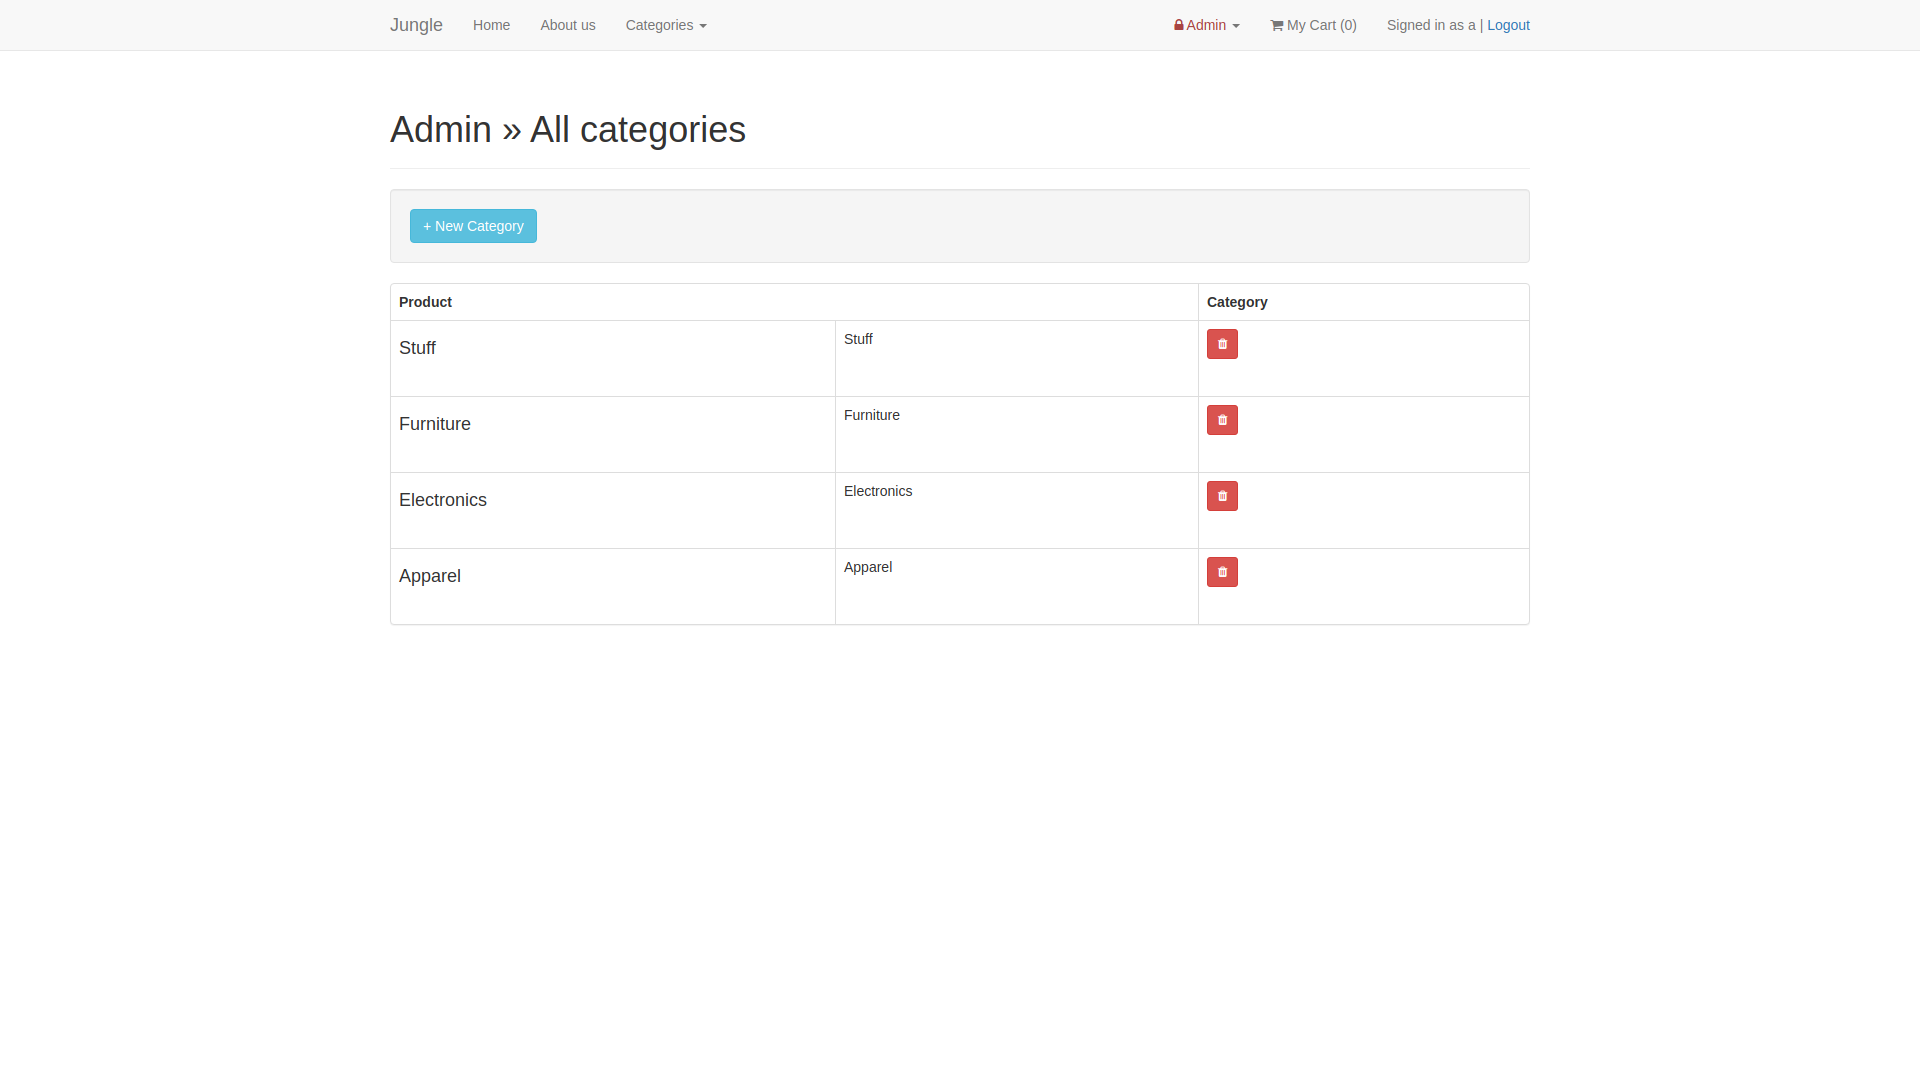 Jungle Home About us Categories Admin My Cart (0) Signed in as a | Logout
Admin » All categories
+ New Category
Product Category
Stuff Stuff
Furniture Furniture
Electronics Electronics
Apparel Apparel